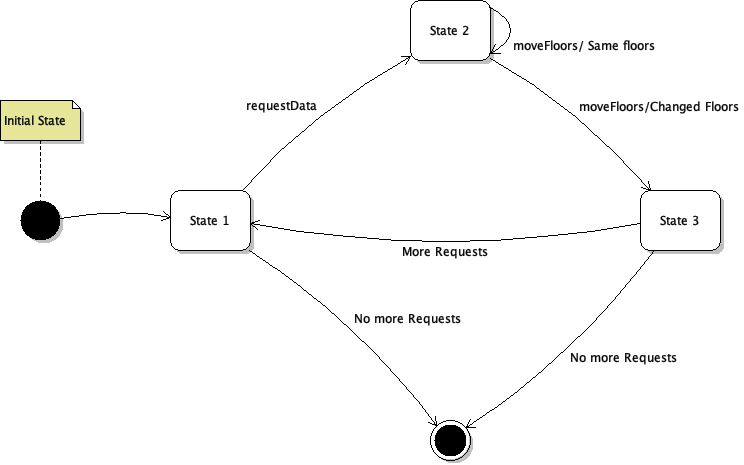 State 2
moveFloors/ Same floors
requestData
moveFloors/Changed Floors
Initial State
State 1
State 3
More Requests
No more Requests
No more Requests